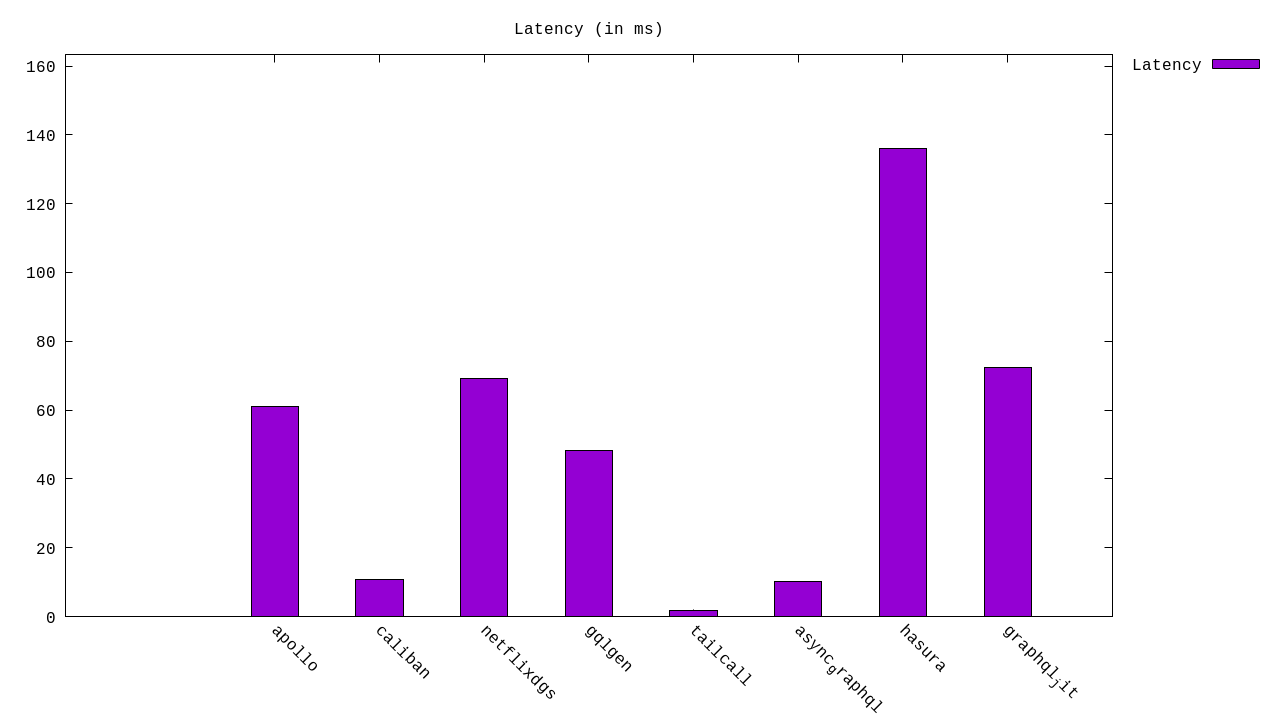 Latency (in ms)
Latency
160
140
120
100
80
60
40
20
0
apollo
caliban
netflixdgs
gqlgen
tailcall
asyncgraphql
hasura
graphqljit